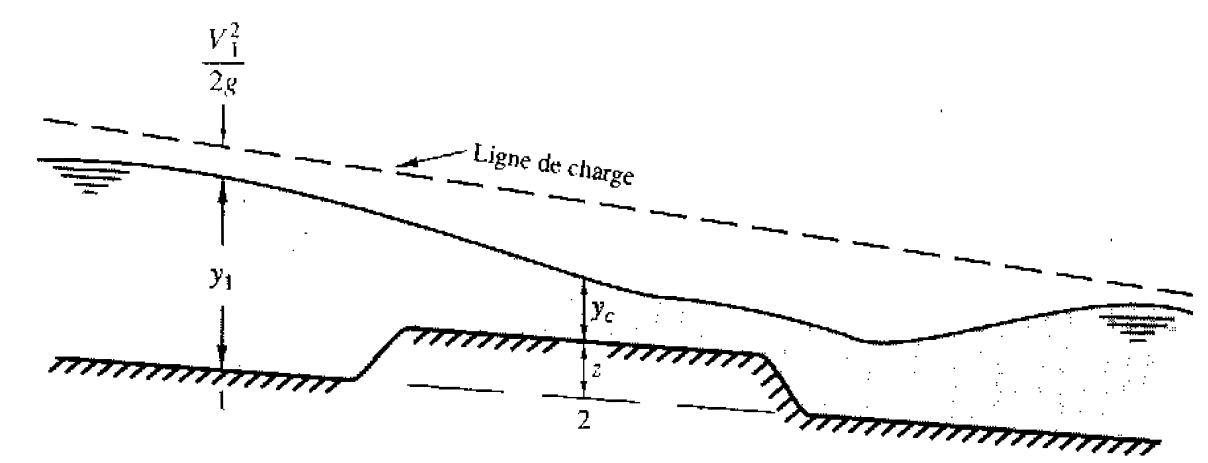 V₁²
2g
Ligne de charge
y₁
y_c
z
1
2